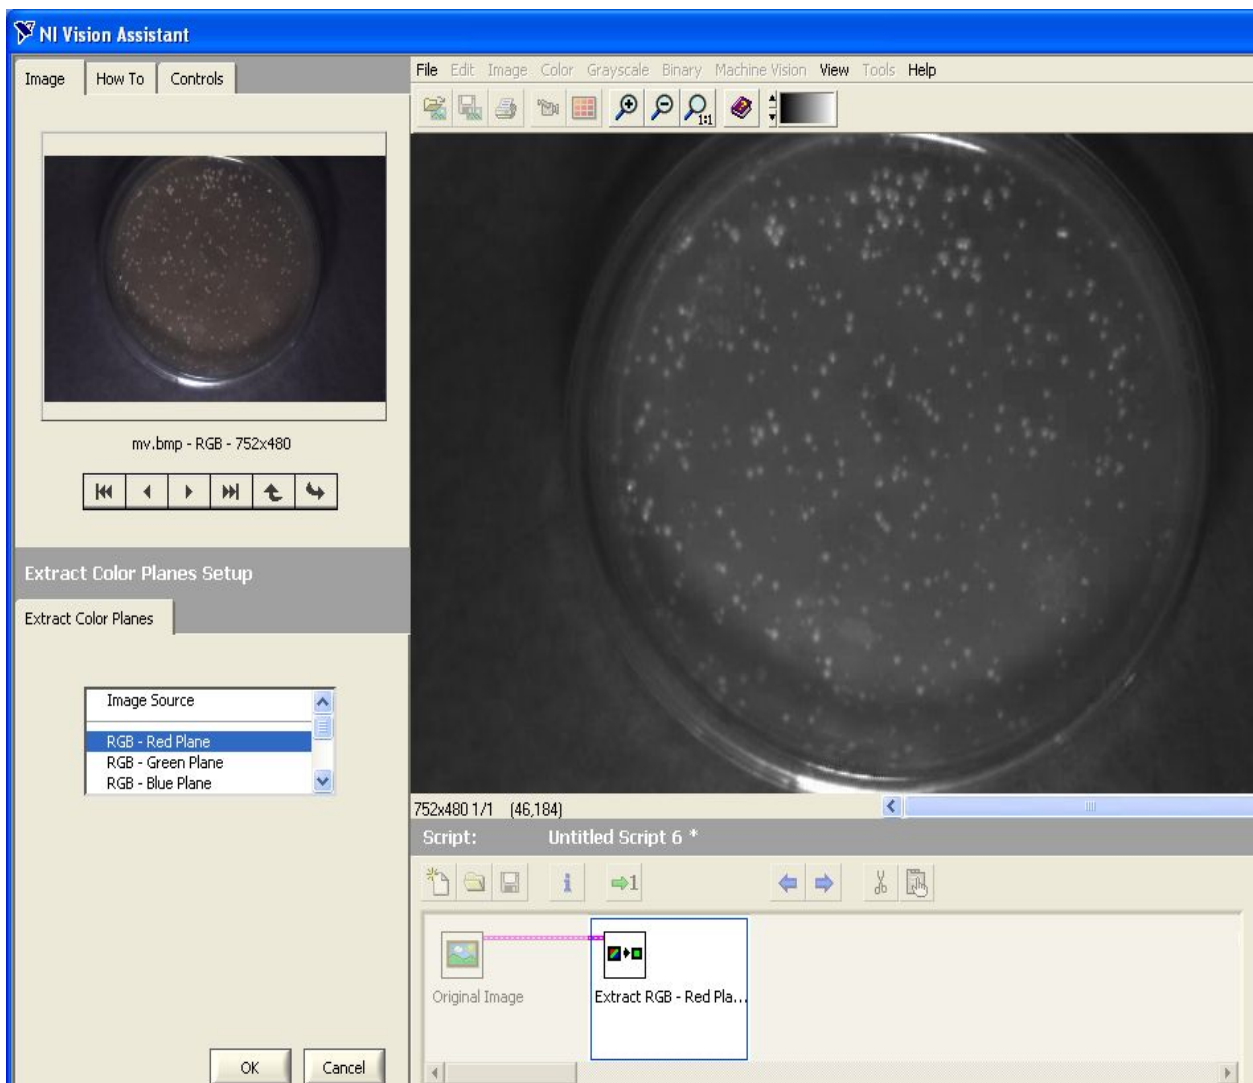 NI Vision Assistant
Image How To Controls
File Edit Image Color Grayscale Binary Machine Vision View Tools Help
1:1
mv.bmp - RGB - 752x480
Extract Color Planes Setup
Extract Color Planes
Image Source
RGB - Red Plane
RGB - Green Plane
RGB - Blue Plane
OK Cancel
752x480 1/1 (46,184)
Script: Untitled Script 6 *
1
Original Image
Extract RGB - Red Pla...